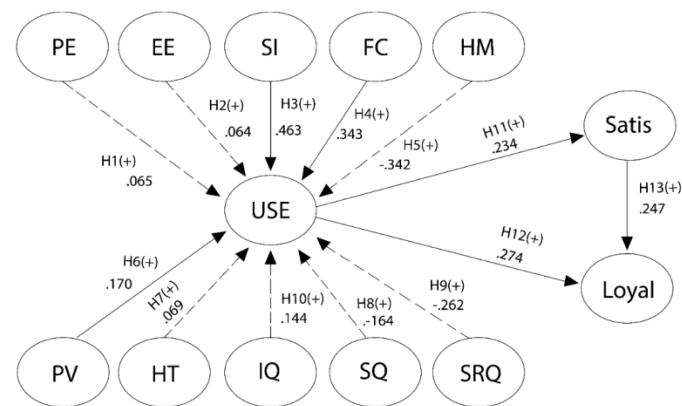 PE
EE
SI
FC
HM
H1(+)
.065
H2(+)
.064
H3(+)
.463
H4(+)
.343
H5(+)
-.342
H11(+)
.234
Satis
H13(+)
.247
USE
H12(+)
.274
Loyal
H6(+)
.170
H7(+)
.069
H10(+)
.144
H8(+)
.-164
H9(+)
-.262
PV
HT
IQ
SQ
SRQ